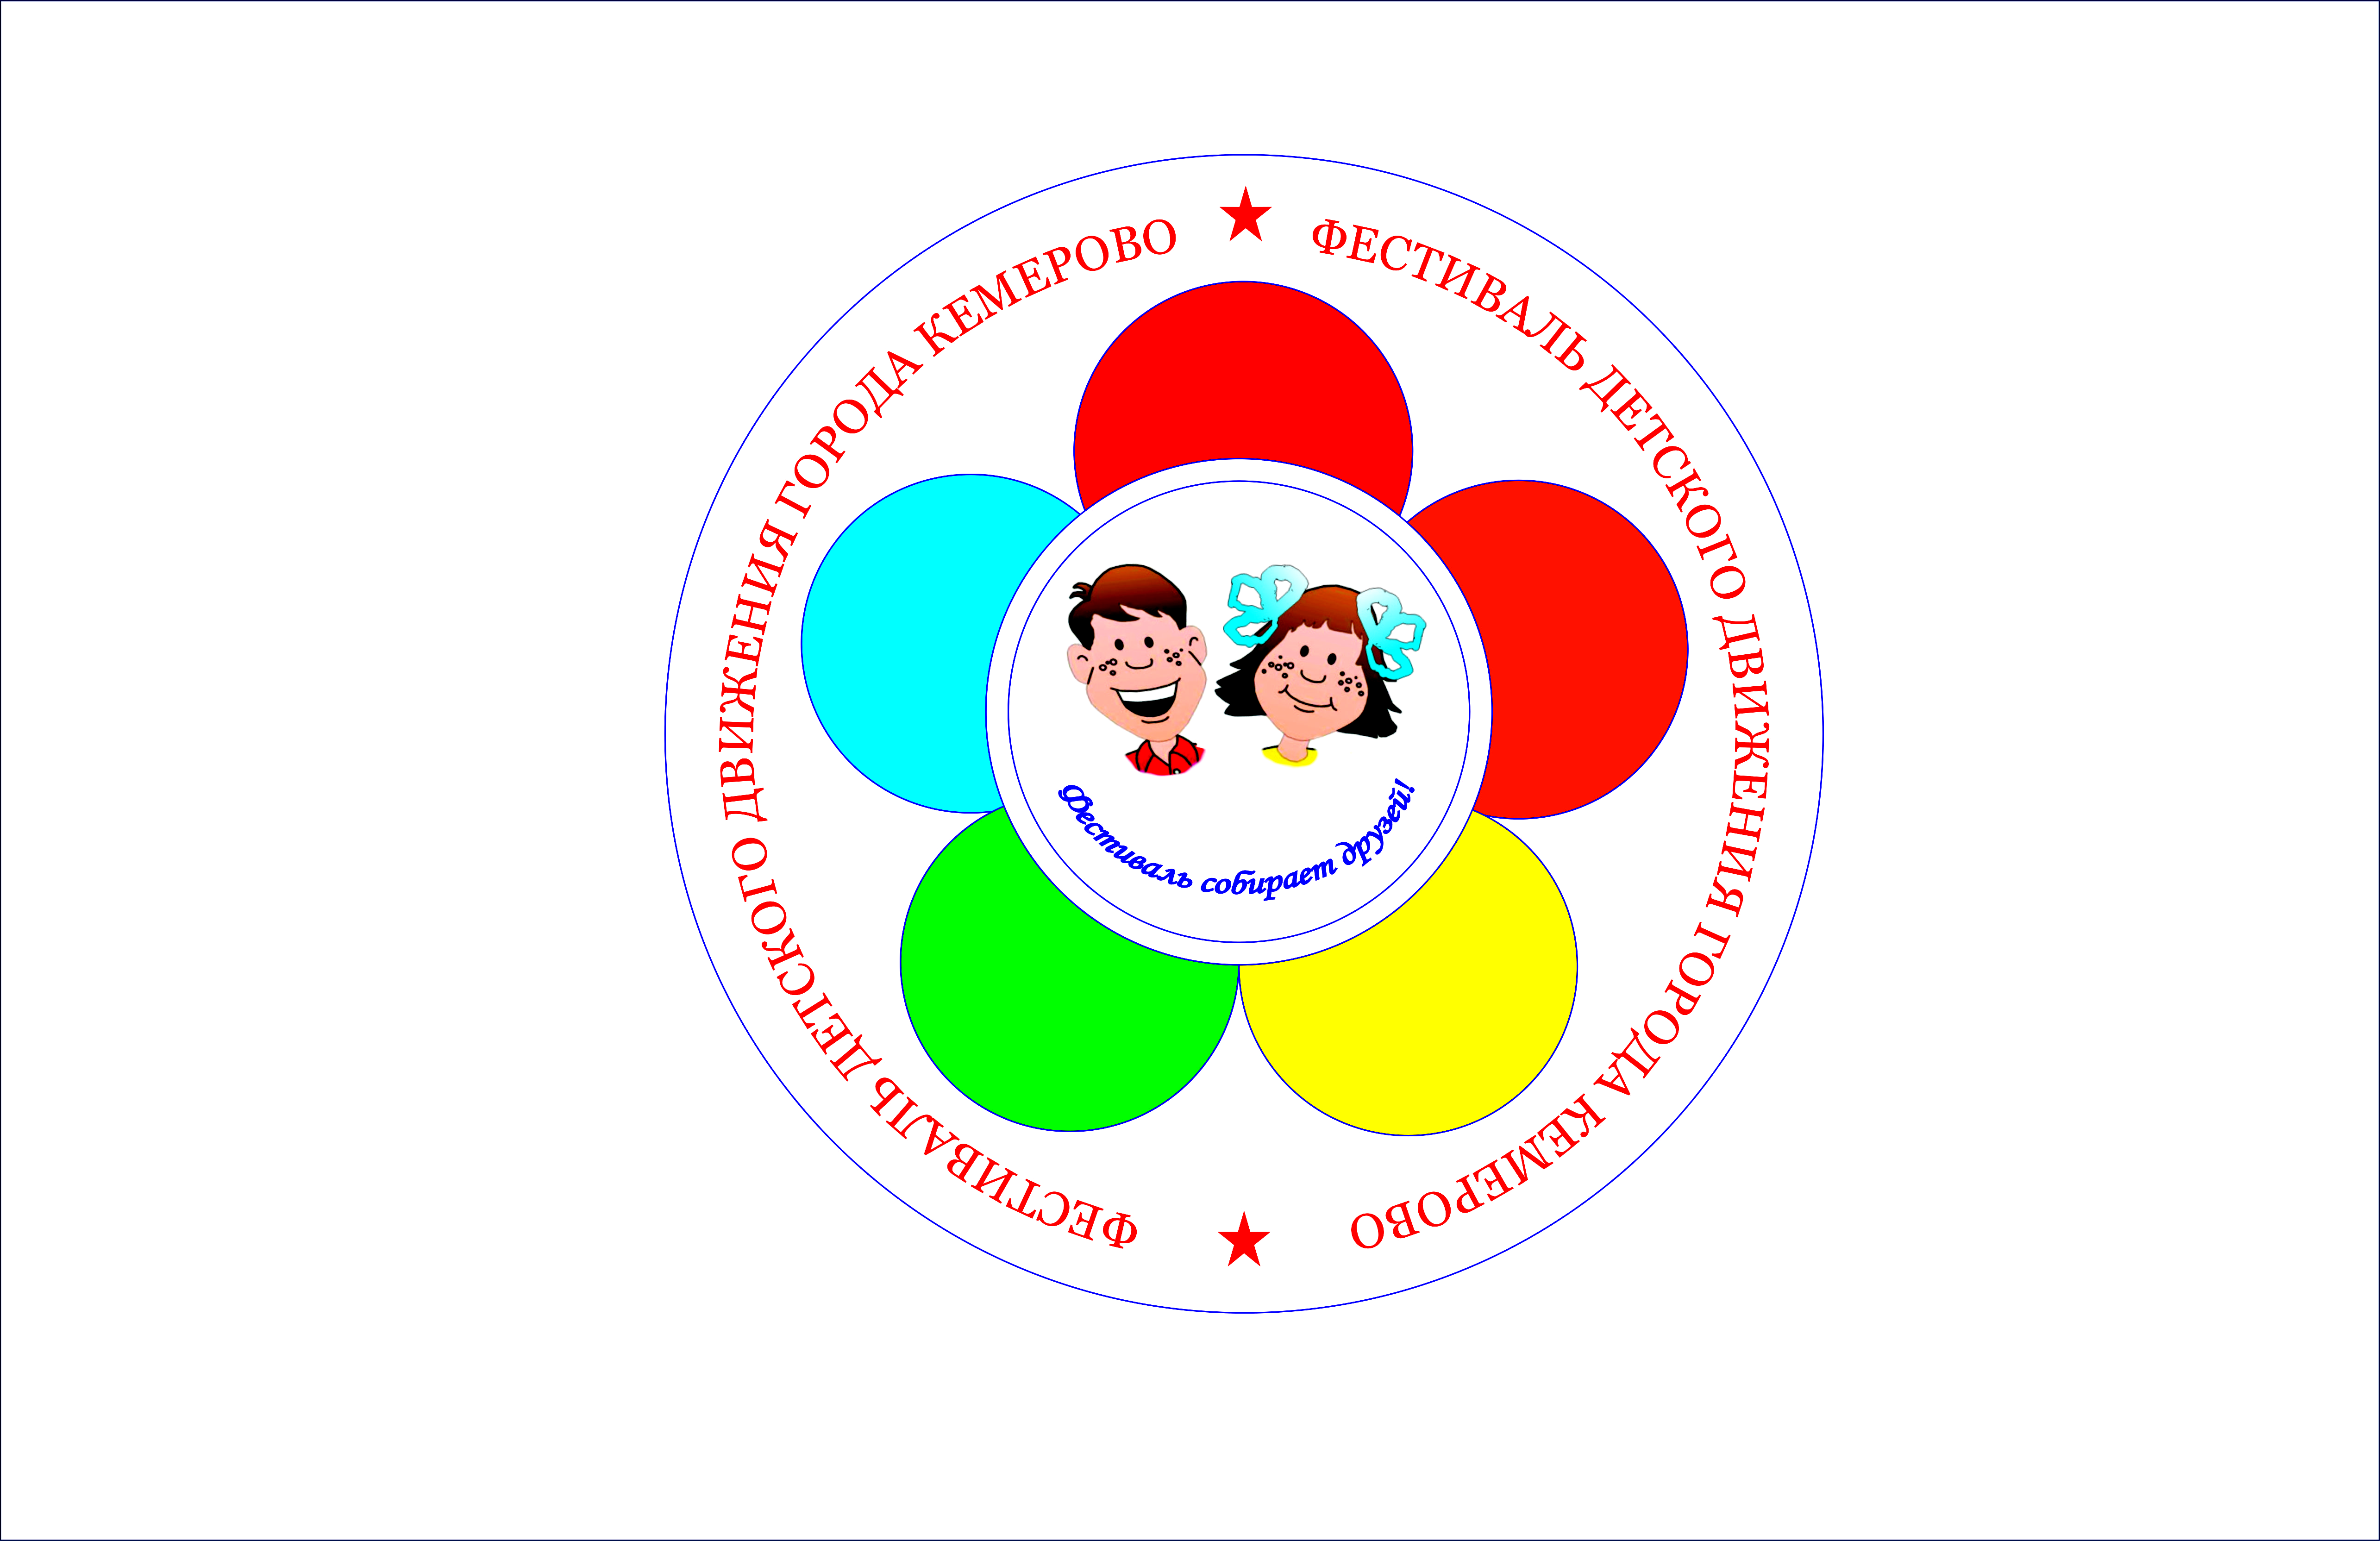 ФЕСТИВАЛЬ ДЕТСКОГО ДВИЖЕНИЯ ГОРОДА КЕМЕРОВО
ФЕСТИВАЛЬ ДЕТСКОГО ДВИЖЕНИЯ ГОРОДА КЕМЕРОВО
Фестиваль собирает друзей!